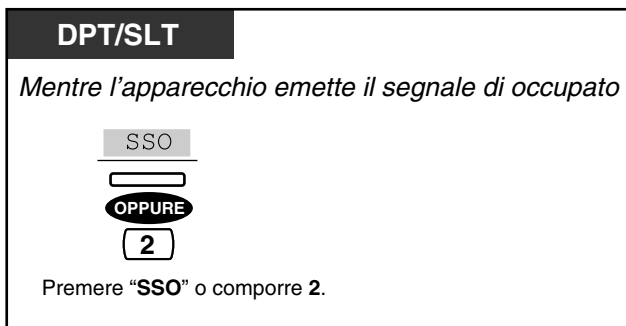 DPT/SLT
Mentre l'apparecchio emette il segnale di occupato
SSO
OPPURE
2
Premere “SSO” o comporre 2.